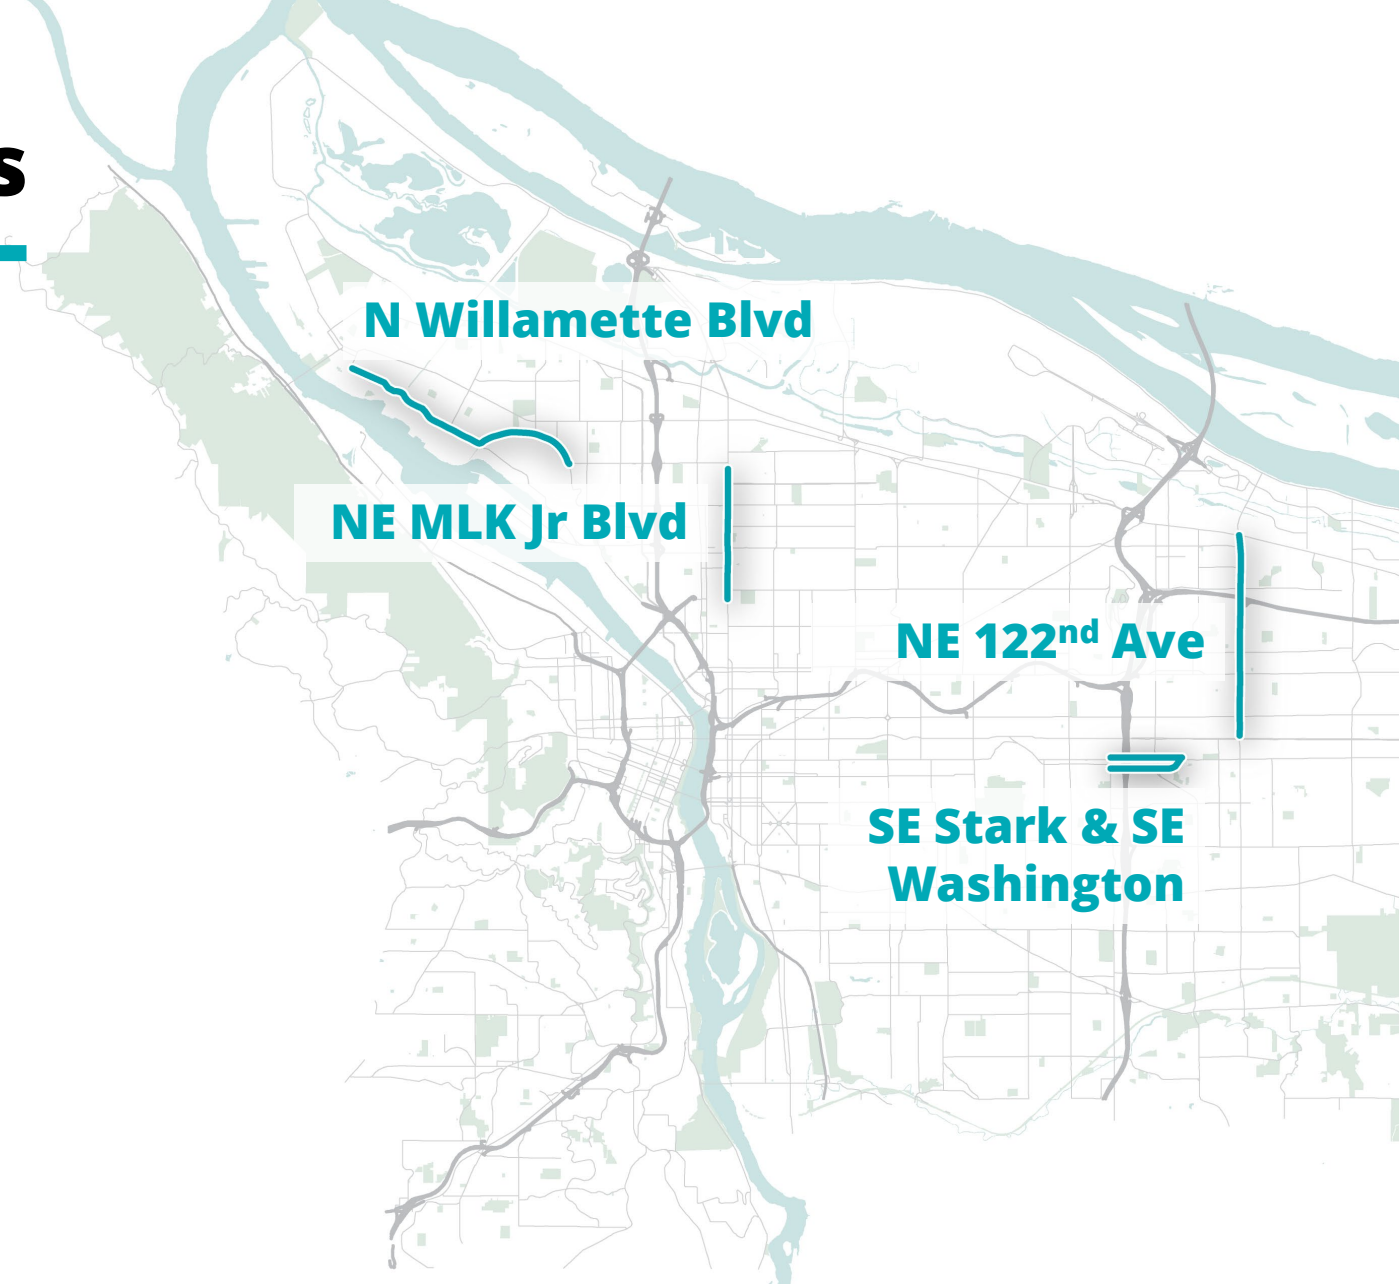 s
N Willamette Blvd
NE MLK Jr Blvd
NE 122nd Ave
SE Stark & SE
Washington